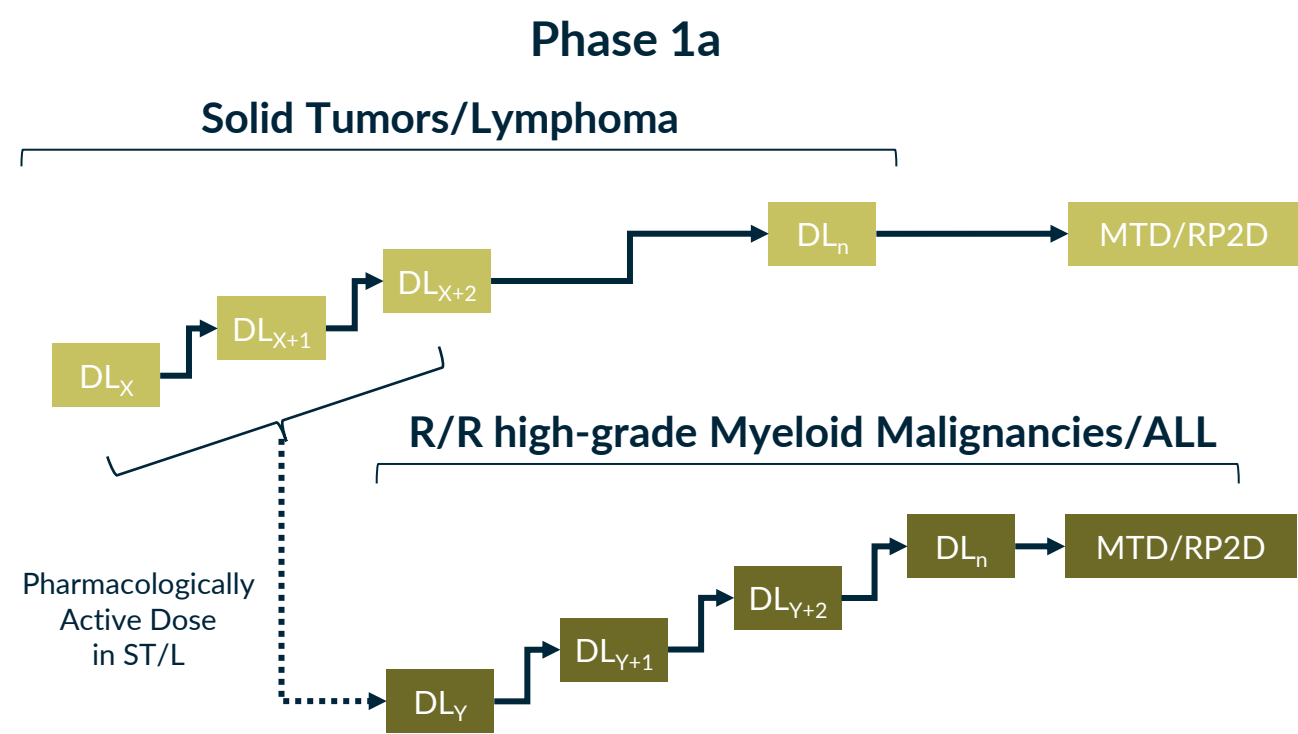 Phase 1a
Solid Tumors/Lymphoma
DLn
MTD/RP2D
DLX+2
DLX+1
DLX
R/R high-grade Myeloid Malignancies/ALL
DLn
MTD/RP2D
Pharmacologically
Active Dose
in ST/L
DLY+2
DLY+1
DLY